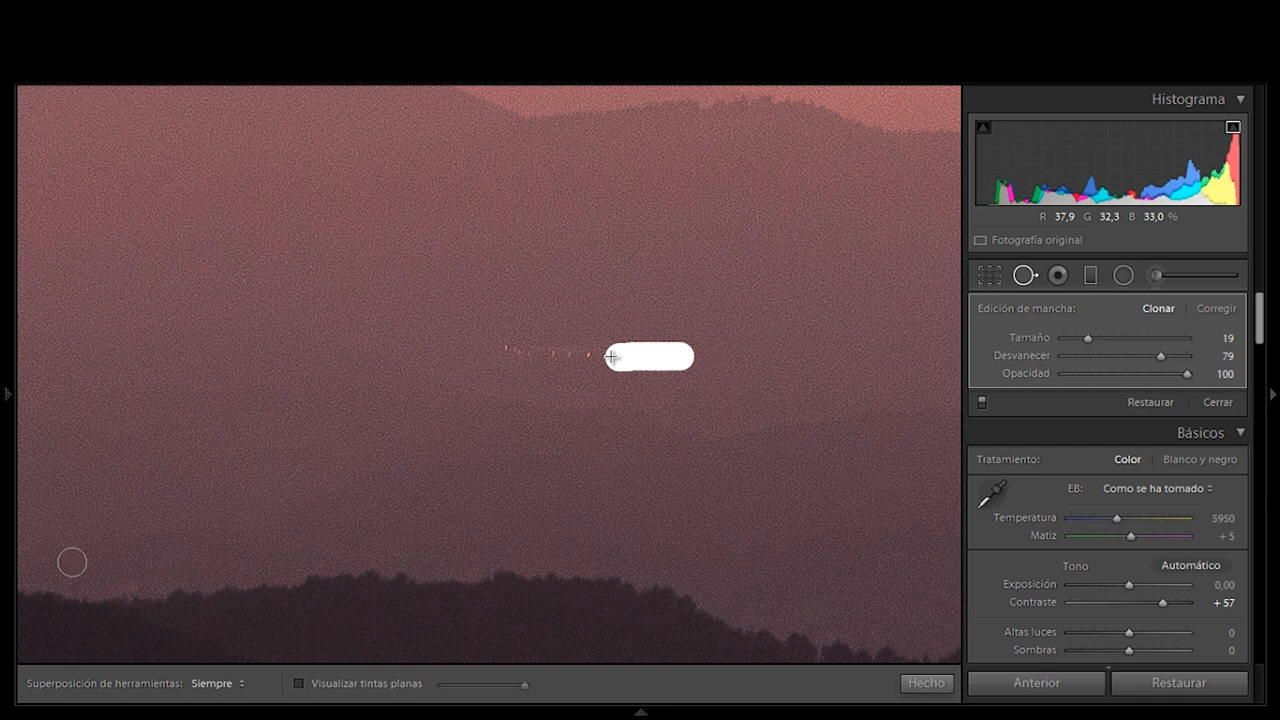 Histograma
R 37,9 G 32,3 B 33,0 %
Fotografía original
Edición de mancha: Clonar | Corregir
Tamaño 19
Desvanecer 79
Opacidad 100
Restaurar Cerrar
Básicos
Tratamiento: Color | Blanco y negro
EB: Como se ha tomado
Temperatura 5950
Matiz + 5
Tono Automático
Exposición 0,00
Contraste + 57
Altas luces 0
Sombras 0
Superposición de herramientas: Siempre Visualizar tintas planas Hecho Anterior Restaurar